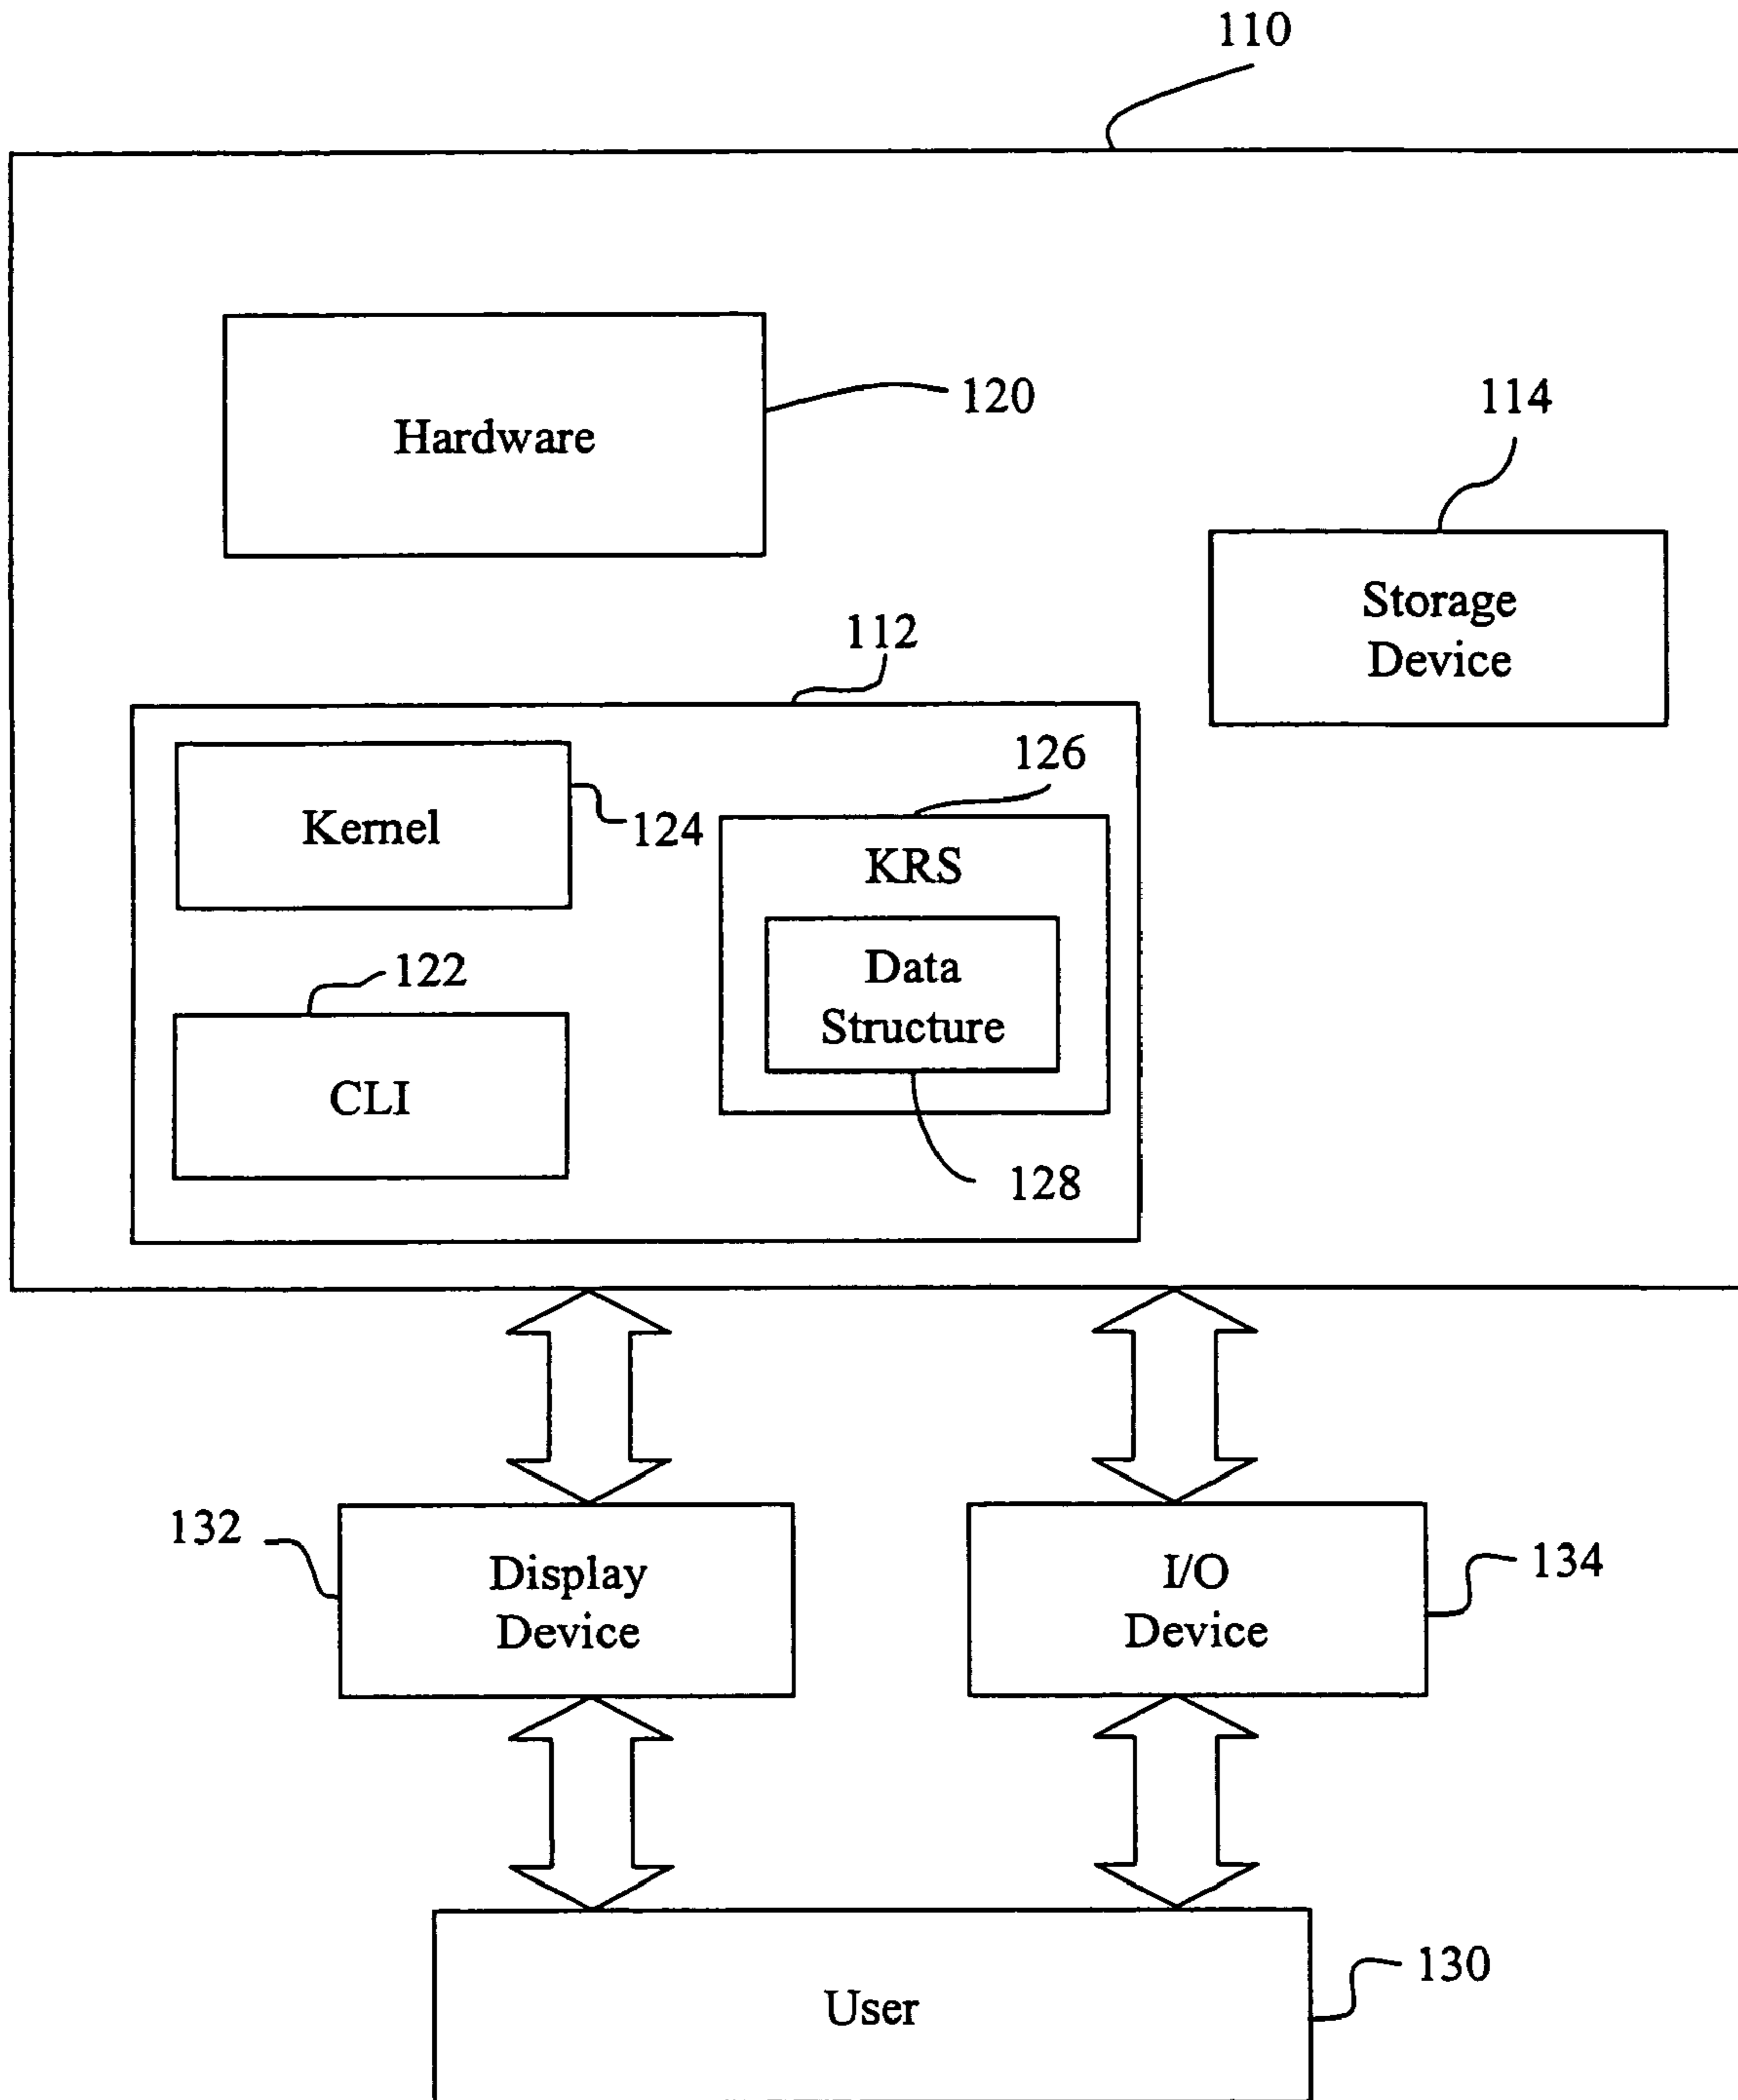 110
Hardware
120
114
Storage
Device
112
126
Kernel
124
KRS
122
Data
Structure
CLI
128
132
Display
Device
I/O
Device
134
User
130